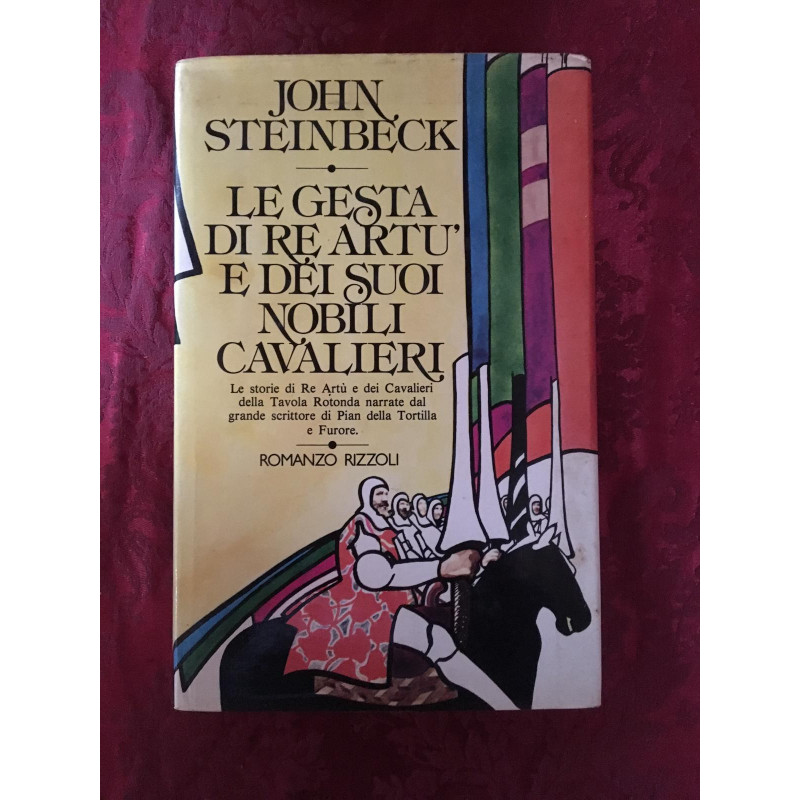 JOHN
STEINBECK
LE GESTA
DI RE ARTU'
E DEI SUOI
NOBILI
CAVALIERI
Le storie di Re Artù e dei Cavalieri
della Tavola Rotonda narrate dal
grande scrittore di Pian della Tortilla
e Furore.
ROMANZO RIZZOLI